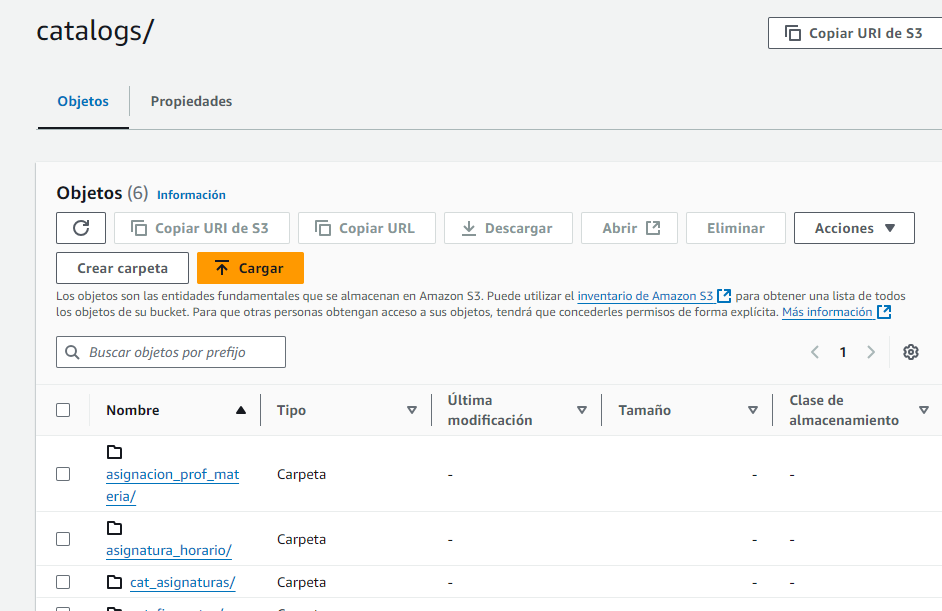 catalogs/
Copiar URI de S3
Objetos
Propiedades
Objetos (6) Información
Copiar URI de S3
Copiar URL
Descargar
Abrir
Eliminar
Acciones
Crear carpeta
Cargar
Los objetos son las entidades fundamentales que se almacenan en Amazon S3. Puede utilizar el inventario de Amazon S3 para obtener una lista de todos
los objetos de su bucket. Para que otras personas obtengan acceso a sus objetos, tendrá que concederles permisos de forma explícita. Más información
Buscar objetos por prefijo
1
Nombre
Tipo
Última
modificación
Tamaño
Clase de
almacenamiento
asignacion_prof_mat
eria/
Carpeta
-
-
-
asignatura_horario/
Carpeta
-
-
-
cat_asignaturas/
Carpeta
-
-
-